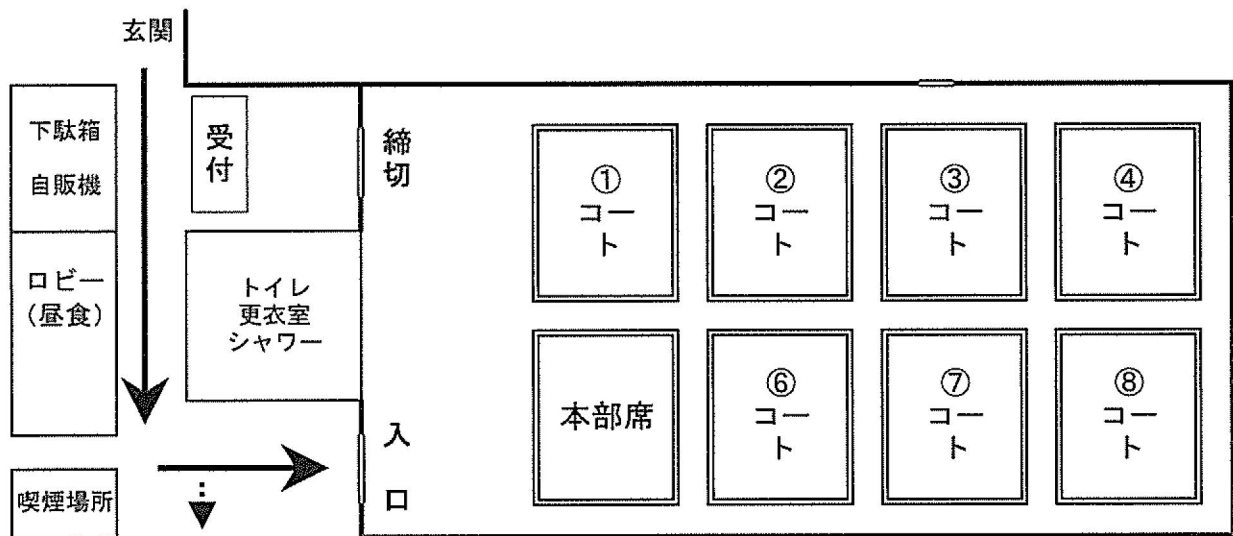 玄関
下駄箱
自販機
受付
締切
ロビー
(昼食)
トイレ
更衣室
シャワー
入口
喫煙場所
①
コート
②
コート
③
コート
④
コート
本部席
⑥
コート
⑦
コート
⑧
コート